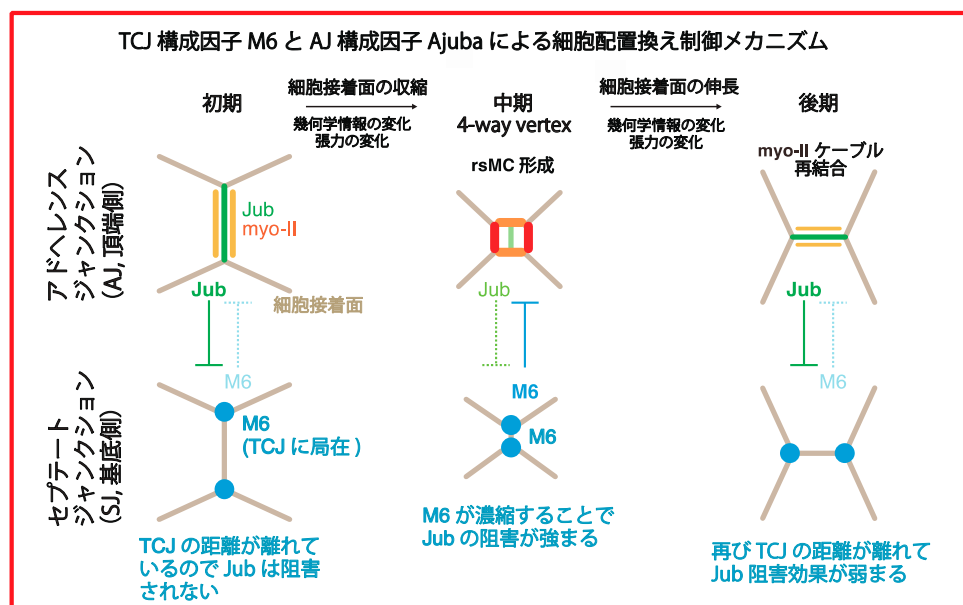 TCJ 構成因子 M6 と AJ 構成因子 Ajuba による細胞配置換え制御メカニズム
初期
細胞接着面の収縮
幾何学情報の変化
張力の変化
中期
4-way vertex
rsMC 形成
細胞接着面の伸長
幾何学情報の変化
張力の変化
後期
myo-II ケーブル
再結合
アドヘレンス
ジャンクション
(AJ, 頂端側)
Jub
myo-II
細胞接着面
Jub
M6
Jub
M6
Jub
M6
セプテート
ジャンクション
(SJ, 基底側)
M6
(TCJ に局在 )
M6
TCJ の距離が離れて
いるので Jub は阻害
されない
M6 が濃縮することで
Jub の阻害が強まる
再び TCJ の距離が離れて
Jub 阻害効果が弱まる